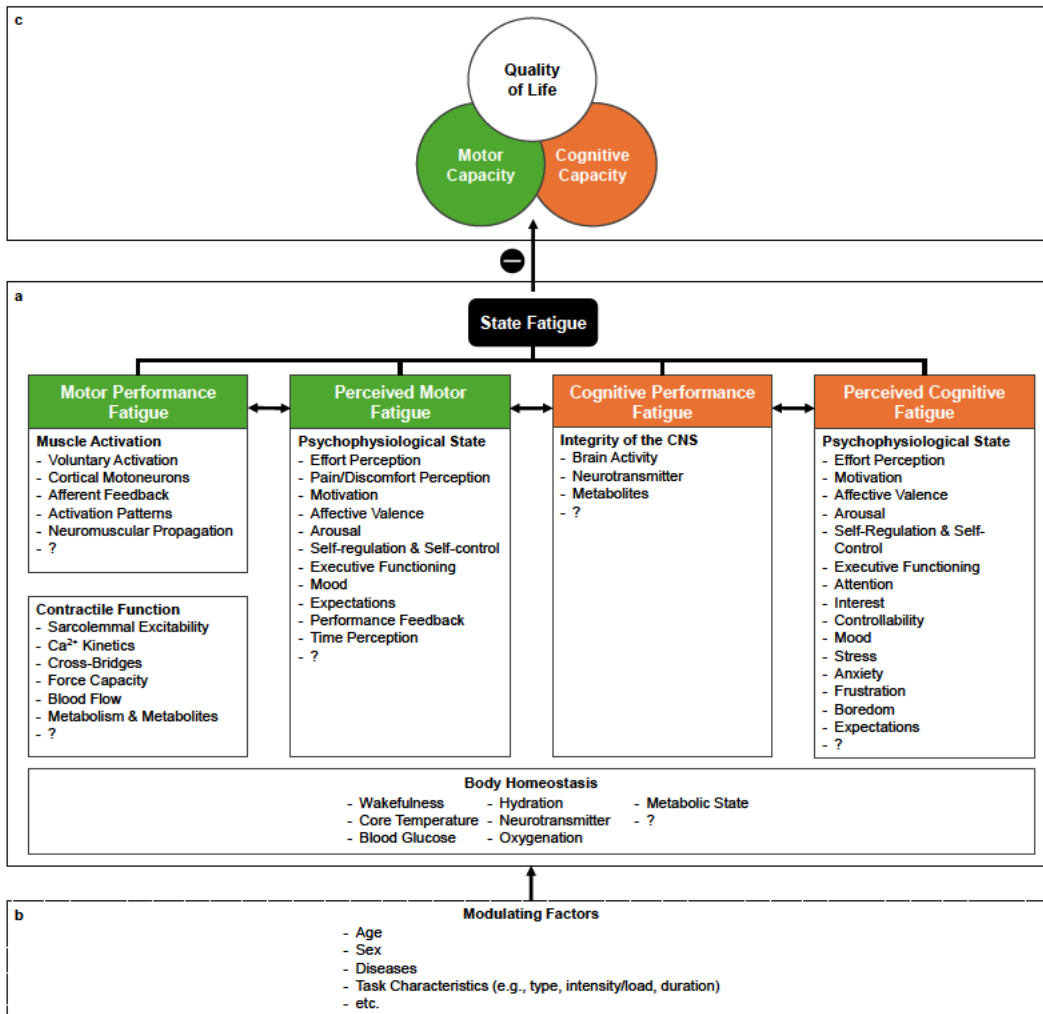 c
Quality
of Life
Motor
Capacity
Cognitive
Capacity
a
State Fatigue
Motor Performance
Fatigue
Muscle Activation
- Voluntary Activation
- Cortical Motoneurons
- Afferent Feedback
- Activation Patterns
- Neuromuscular Propagation
- ?
Contractile Function
- Sarcolemmal Excitability
- Ca²⁺ Kinetics
- Cross-Bridges
- Force Capacity
- Blood Flow
- Metabolism & Metabolites
- ?
Perceived Motor
Fatigue
Psychophysiological State
- Effort Perception
- Pain/Discomfort Perception
- Motivation
- Affective Valence
- Arousal
- Self-regulation & Self-control
- Executive Functioning
- Mood
- Expectations
- Performance Feedback
- Time Perception
- ?
Cognitive Performance
Fatigue
Integrity of the CNS
- Brain Activity
- Neurotransmitter
- Metabolites
- ?
Perceived Cognitive
Fatigue
Psychophysiological State
- Effort Perception
- Motivation
- Affective Valence
- Arousal
- Self-Regulation & Self-
Control
- Executive Functioning
- Attention
- Interest
- Controllability
- Mood
- Stress
- Anxiety
- Frustration
- Boredom
- Expectations
- ?
Body Homeostasis
- Wakefulness
- Core Temperature
- Blood Glucose
- Hydration
- Neurotransmitter
- Oxygenation
- Metabolic State
- ?
b
Modulating Factors
- Age
- Sex
- Diseases
- Task Characteristics (e.g., type, intensity/load, duration)
- etc.